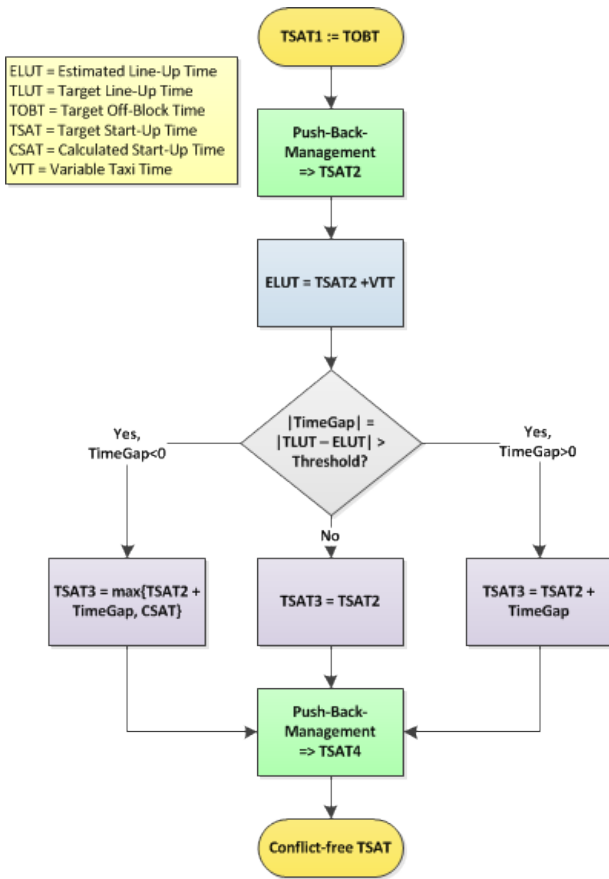 TSAT1 := TOBT
ELUT = Estimated Line-Up Time
TLUT = Target Line-Up Time
TOBT = Target Off-Block Time
TSAT = Target Start-Up Time
CSAT = Calculated Start-Up Time
VTT = Variable Taxi Time
Push-Back-
Management
=> TSAT2
ELUT = TSAT2 +VTT
|TimeGap| =
|TLUT – ELUT| >
Threshold?
Yes,
TimeGap<0
Yes,
TimeGap>0
No
TSAT3 = max{TSAT2 +
TimeGap, CSAT}
TSAT3 = TSAT2
TSAT3 = TSAT2 +
TimeGap
Push-Back-
Management
=> TSAT4
Conflict-free TSAT